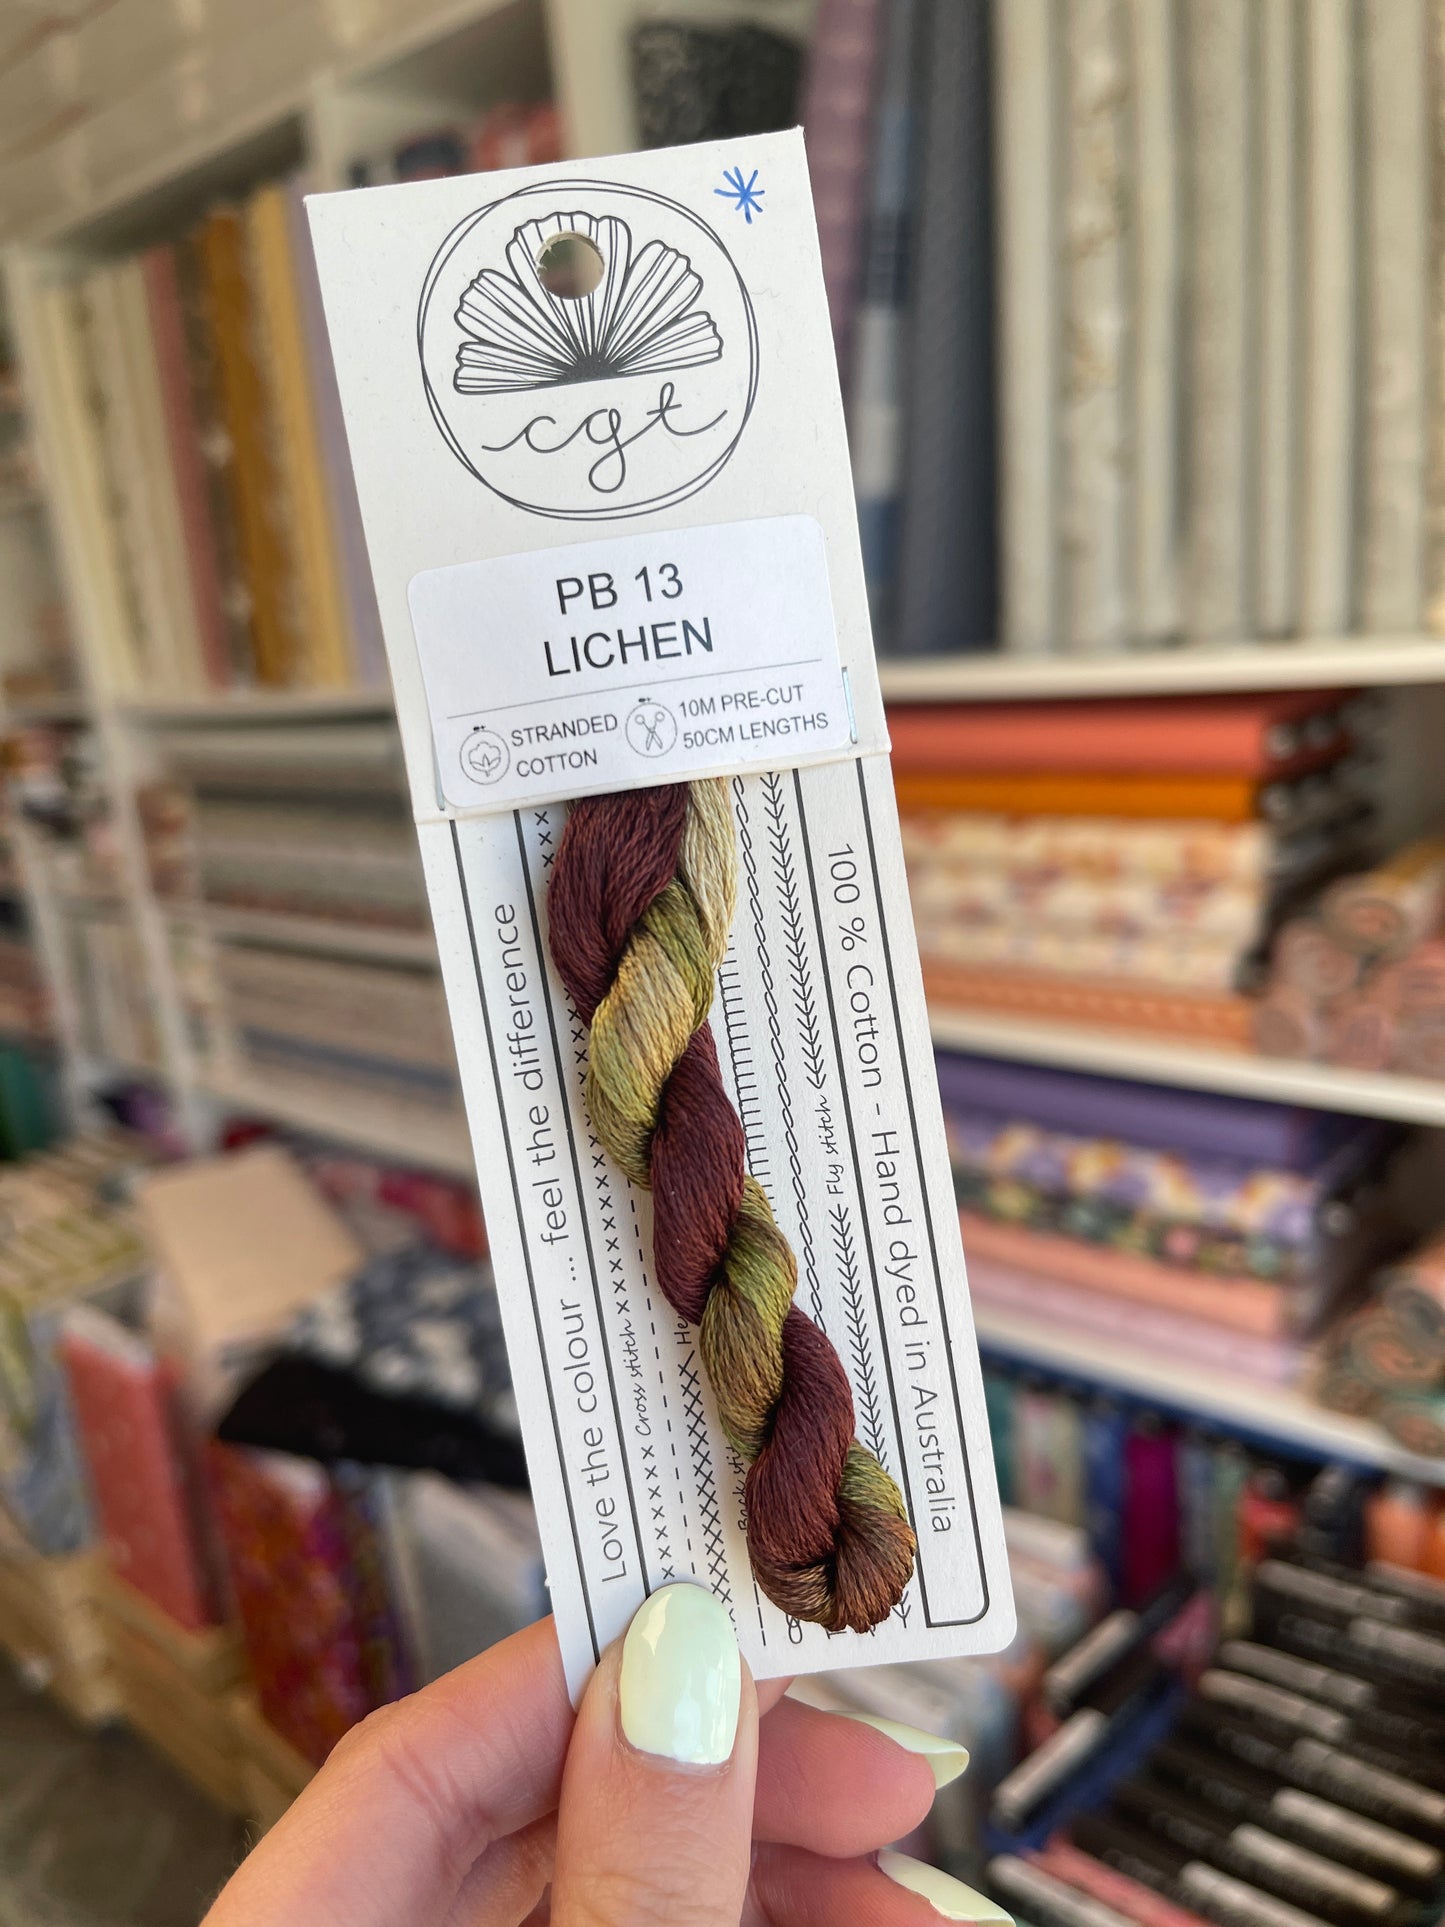 cgt
PB 13
LICHEN
STRANDED
COTTON
10M PRE-CUT
50CM LENGTHS
Love the colour ... feel the difference
Cross stitch
Fly stitch
100 % Cotton - Hand dyed in Australia